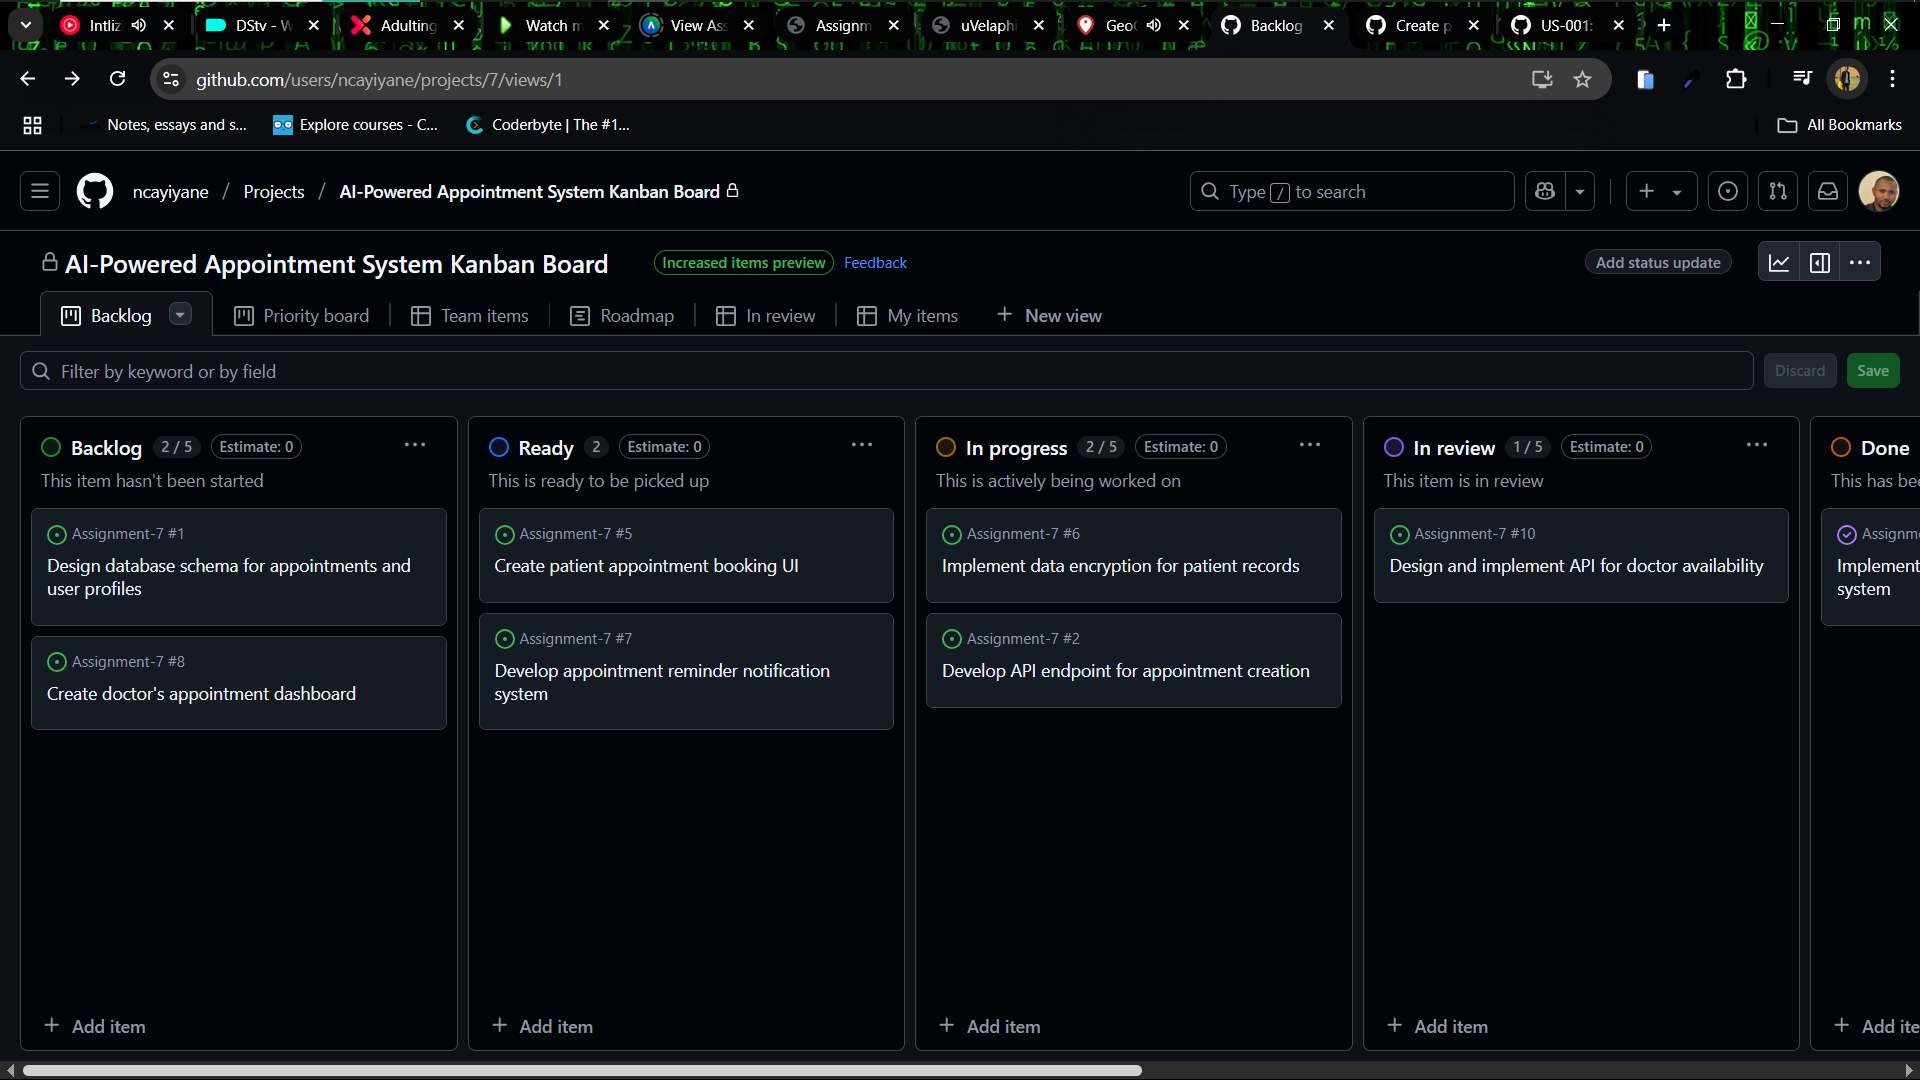 Intliz
DStv - W
Adulting
Watch m
View Ass
Assignm
uVelaphi
Geo
Backlog
Create p
US-001:
github.com/users/ncayiyane/projects/7/views/1
Notes, essays and s...
Explore courses - C...
Coderbyte | The #1...
All Bookmarks
ncayiyane / Projects / AI-Powered Appointment System Kanban Board
Type / to search
AI-Powered Appointment System Kanban Board
Increased items preview
Feedback
Add status update
Backlog
Priority board
Team items
Roadmap
In review
My items
New view
Filter by keyword or by field
Discard
Save
Backlog 2 / 5 Estimate: 0
This item hasn't been started
Assignment-7 #1
Design database schema for appointments and
user profiles
Assignment-7 #8
Create doctor's appointment dashboard
Add item
Ready 2 Estimate: 0
This is ready to be picked up
Assignment-7 #5
Create patient appointment booking UI
Assignment-7 #7
Develop appointment reminder notification
system
Add item
In progress 2 / 5 Estimate: 0
This is actively being worked on
Assignment-7 #6
Implement data encryption for patient records
Assignment-7 #2
Develop API endpoint for appointment creation
Add item
In review 1 / 5 Estimate: 0
This item is in review
Assignment-7 #10
Design and implement API for doctor availability
Add item
Done
This has bee
Assignme
Implement
system
Add ite